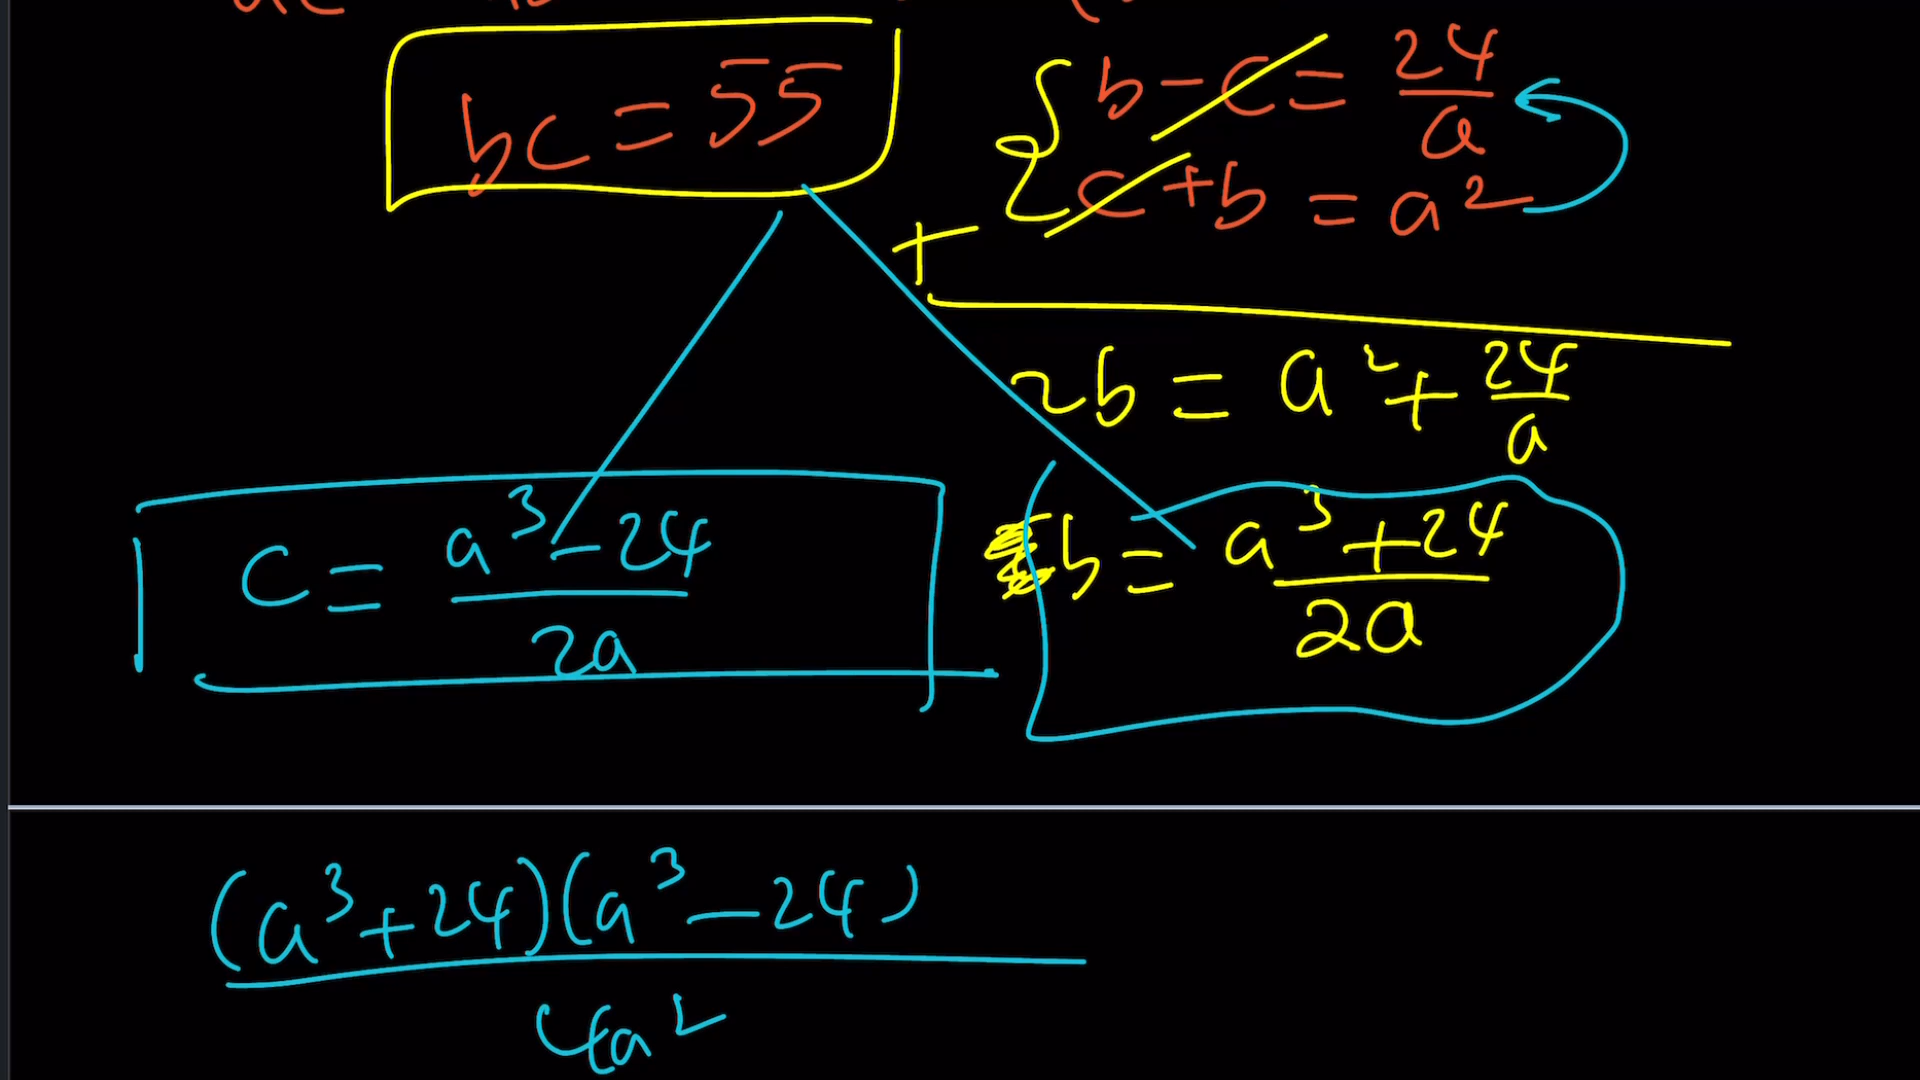 bc = 55
b - c = 24/a
c + b = a²
+
2b = a² + 24/a
c = (a³ - 24)/2a
b = (a³ + 24)/2a
(a³ + 24)(a³ - 24)
4a²